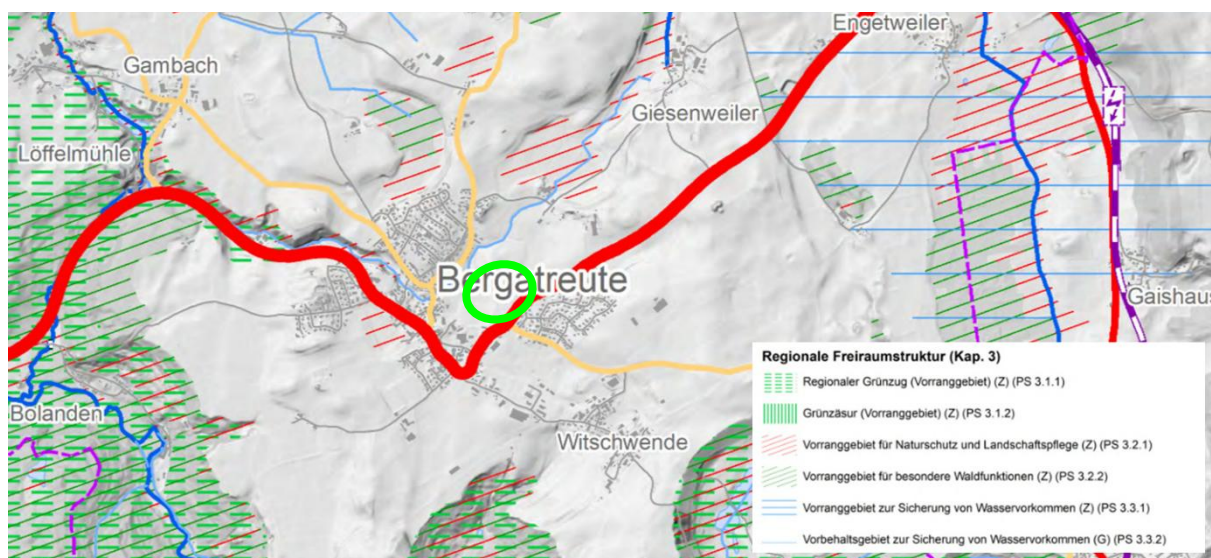 Engetweiler
Gambach
Giesenweiler
Löffelmühle
Bergatreute
Gaishaus
Bolanden
Witschwende
Regionale Freiraumstruktur (Kap. 3)
Regionaler Grünzug (Vorranggebiet) (Z) (PS 3.1.1)
Grünzäsur (Vorranggebiet) (Z) (PS 3.1.2)
Vorranggebiet für Naturschutz und Landschaftspflege (Z) (PS 3.2.1)
Vorranggebiet für besondere Waldfunktionen (Z) (PS 3.2.2)
Vorranggebiet zur Sicherung von Wasservorkommen (Z) (PS 3.3.1)
Vorbehaltsgebiet zur Sicherung von Wasservorkommen (G) (PS 3.3.2)